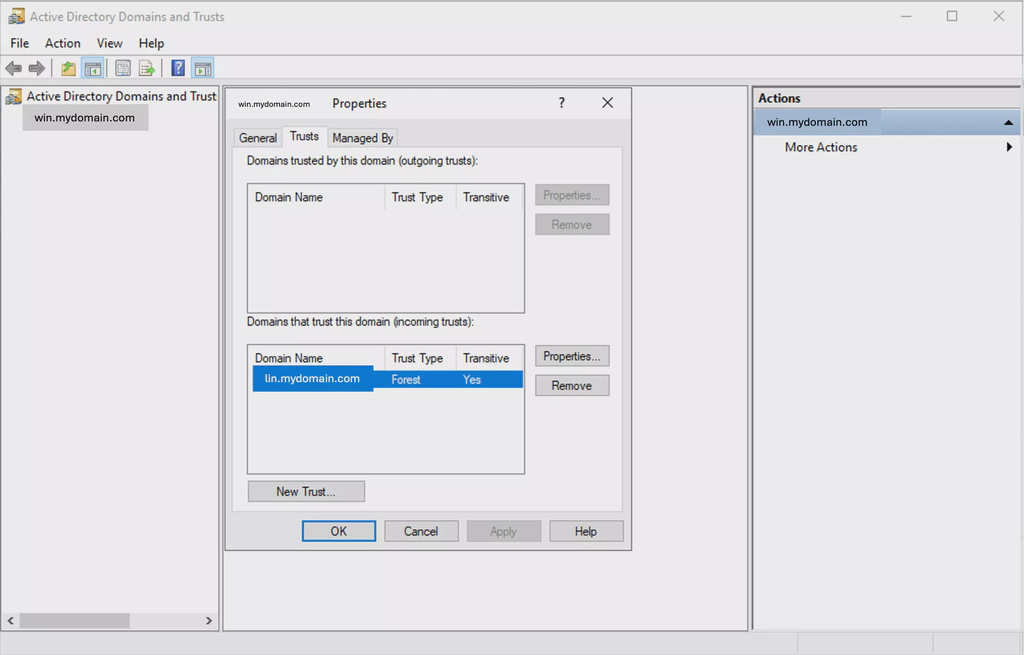 Active Directory Domains and Trusts
File Action View Help
Active Directory Domains and Trust
win.mydomain.com
win.mydomain.com Properties
General Trusts Managed By
Domains trusted by this domain (outgoing trusts):
Domain Name Trust Type Transitive
Properties...
Remove
Domains that trust this domain (incoming trusts):
Domain Name Trust Type Transitive
lin.mydomain.com Forest Yes
Properties...
Remove
New Trust...
OK Cancel Apply Help
Actions
win.mydomain.com
More Actions